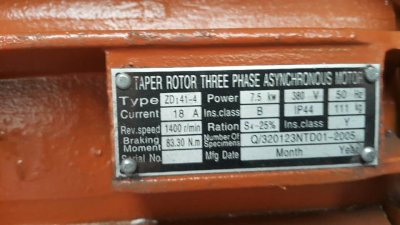 TAPER ROTOR THREE PHASE ASYNCHRONOUS MOTOR
Type ZD141-4 Power 7.5 kw 380 V 50 Hz
Current 18 A Ins.class B IP44 111 kg
Rev.speed 1400 r/min Ration S4-25% Ins.class Y
Braking Moment 83.30 N.m Number Of Specimens Q/320123NTD01-2005
Serial No. Mfg Date Month Year